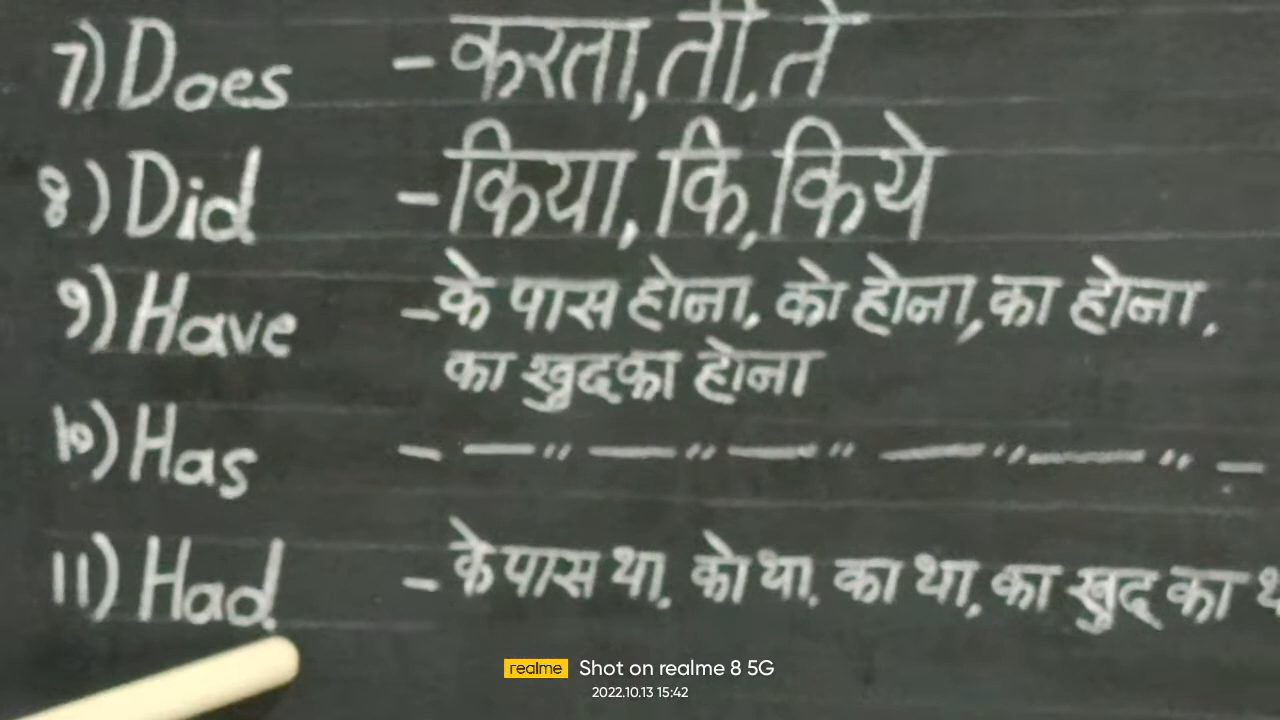 7) Does - करता, ती, ते
8) Did - किया, कि, किये
9) Have - के पास होना, को होना, का होना,
का खुदका होना
10) Has - — " — " — " — " — " —
11) Had - के पास था, को था, का था, का खुद का
realme Shot on realme 8 5G
2022.10.13 15:42